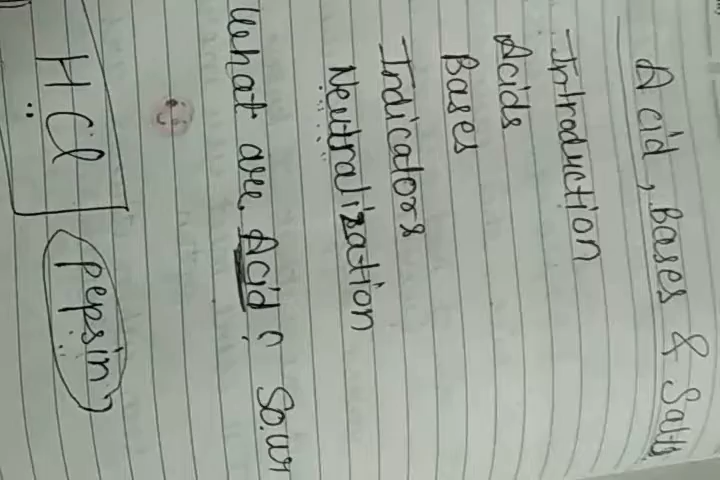 Acid, Bases & Salts
Introduction
Acids
Bases
Indicators
Neutralization
What are Acid? Sour
HCl pepsin